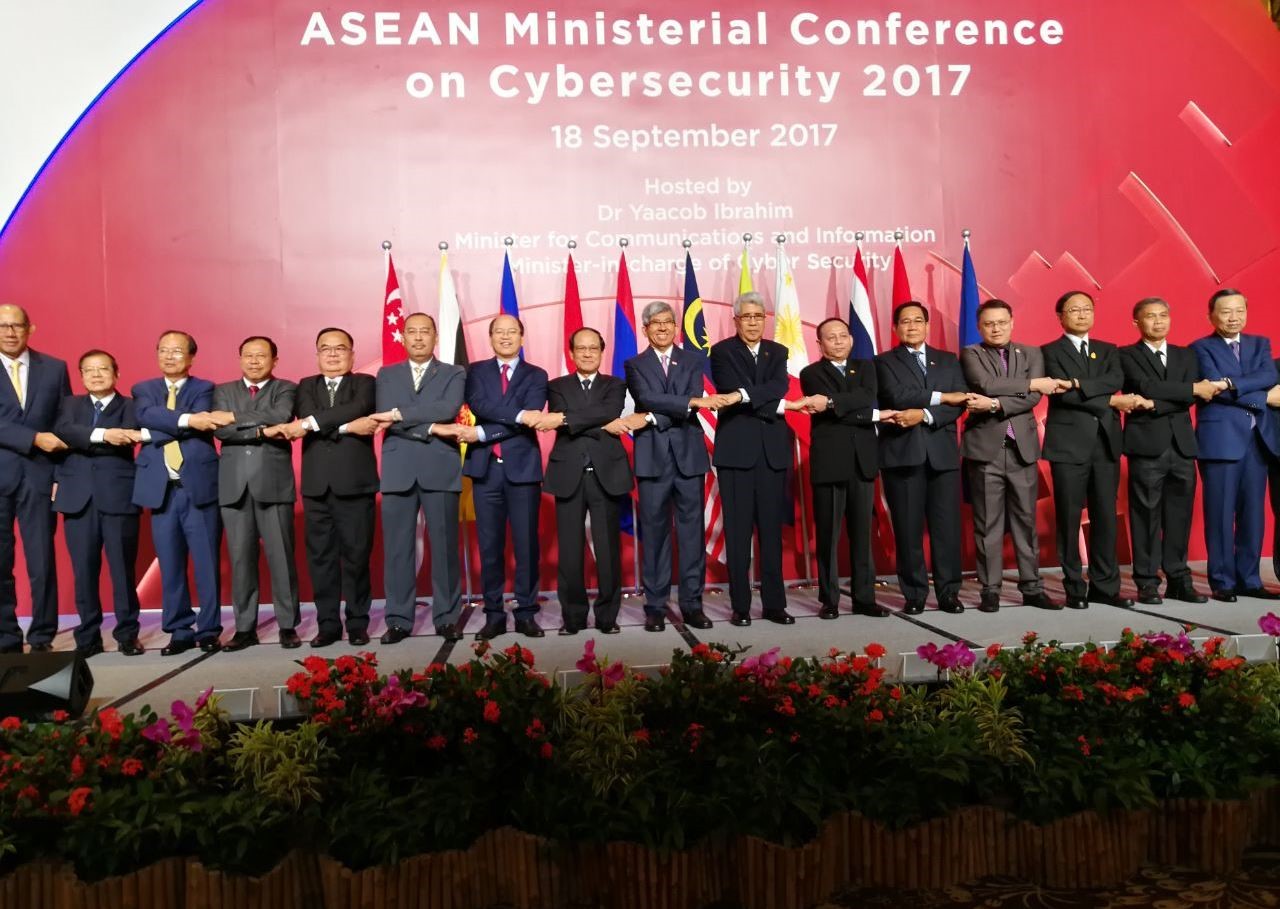 ASEAN Ministerial Conference
on Cybersecurity 2017
18 September 2017
Hosted by
Dr Yaacob Ibrahim
Minister for Communications and Information
Minister-in-charge of Cyber Security